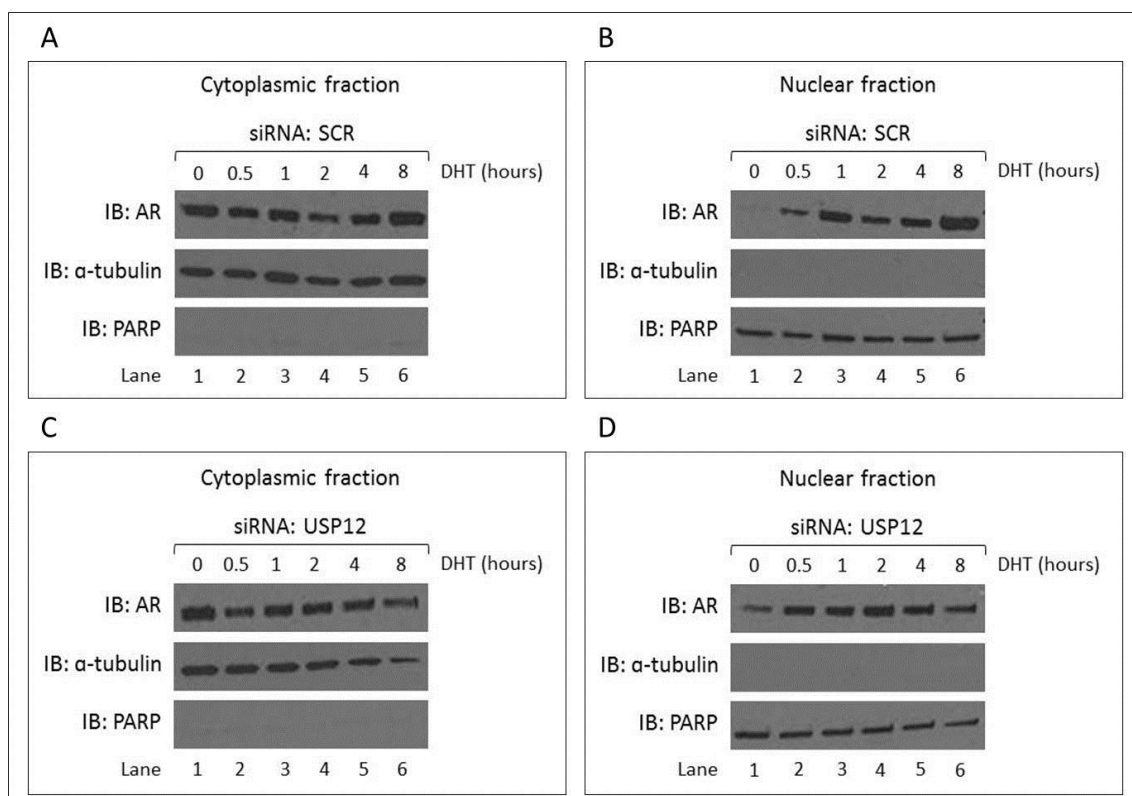 A
Cytoplasmic fraction
siRNA: SCR
0 0.5 1 2 4 8 DHT (hours)
IB: AR
IB: α-tubulin
IB: PARP
Lane 1 2 3 4 5 6
B
Nuclear fraction
siRNA: SCR
0 0.5 1 2 4 8 DHT (hours)
IB: AR
IB: α-tubulin
IB: PARP
Lane 1 2 3 4 5 6
C
Cytoplasmic fraction
siRNA: USP12
0 0.5 1 2 4 8 DHT (hours)
IB: AR
IB: α-tubulin
IB: PARP
Lane 1 2 3 4 5 6
D
Nuclear fraction
siRNA: USP12
0 0.5 1 2 4 8 DHT (hours)
IB: AR
IB: α-tubulin
IB: PARP
Lane 1 2 3 4 5 6